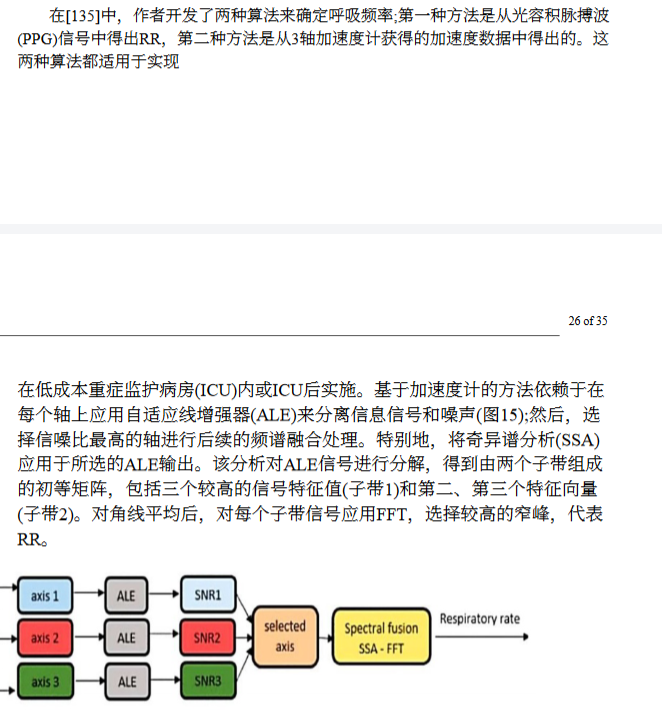 在[135]中，作者开发了两种算法来确定呼吸频率;第一种方法是从光容积脉搏波
(PPG)信号中得出RR，第二种方法是从3轴加速度计获得的加速度数据中得出的。这
两种算法都适用于实现
26 of 35
在低成本重症监护病房(ICU)内或ICU后实施。基于加速度计的方法依赖于在
每个轴上应用自适应线增强器(ALE)来分离信息信号和噪声(图15);然后，选
择信噪比最高的轴进行后续的频谱融合处理。特别地，将奇异谱分析(SSA)
应用于所选的ALE输出。该分析对ALE信号进行分解，得到由两个子带组成
的初等矩阵，包括三个较高的信号特征值(子带1)和第二、第三个特征向量
(子带2)。对角线平均后，对每个子带信号应用FFT，选择较高的窄峰，代表
RR。
axis 1
ALE
SNR1
axis 2
ALE
SNR2
axis 3
ALE
SNR3
selected
axis
Spectral fusion
SSA - FFT
Respiratory rate